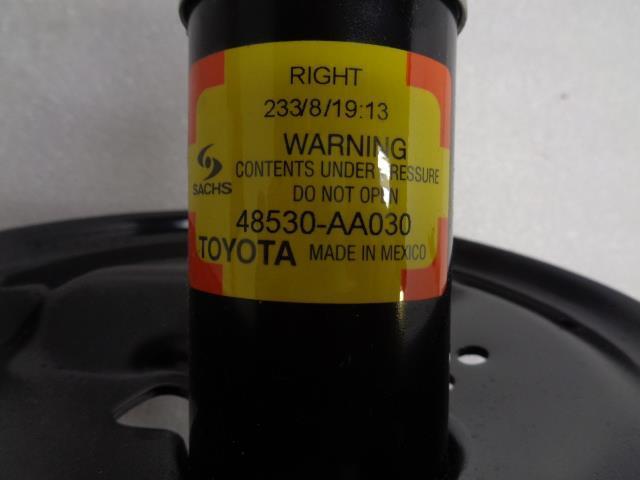 RIGHT
233/8/19:13
WARNING
CONTENTS UNDER PRESSURE
SACHS
DO NOT OPEN
48530-AA030
TOYOTA MADE IN MEXICO